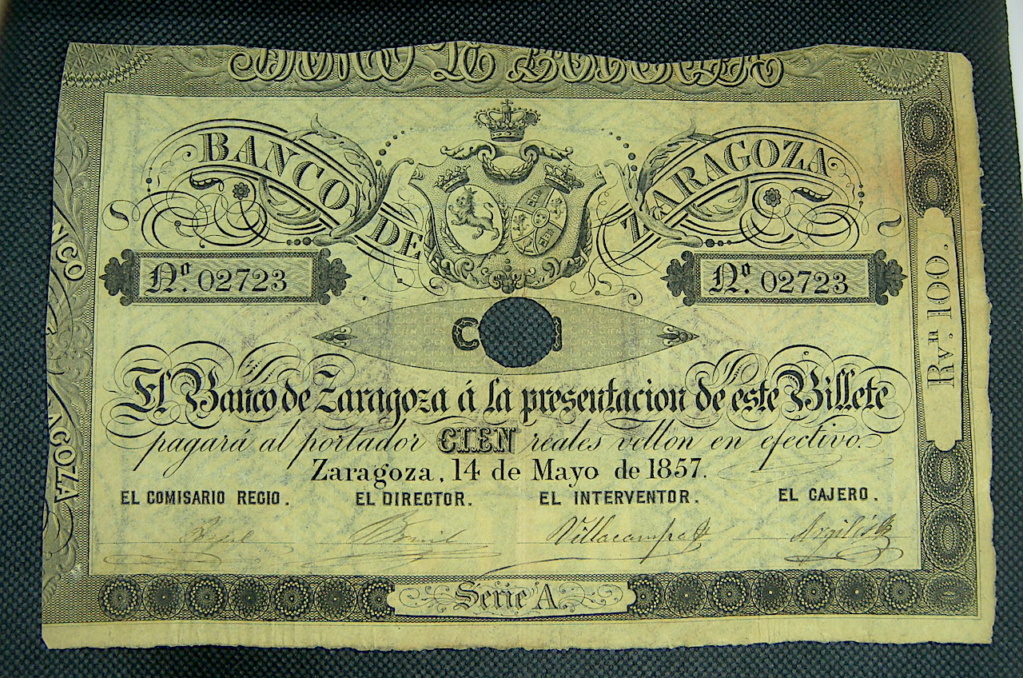 BANCO DE ZARAGOZA
Nº. 02723 Nº. 02723
El Banco de Zaragoza á la presentacion de este Billete
pagará al portador CIEN reales vellon en efectivo.
Zaragoza, 14 de Mayo de 1857.
EL COMISARIO REGIO. EL DIRECTOR. EL INTERVENTOR. EL CAJERO.
Villacampa
Serie A.
Rvⁿ. 100.